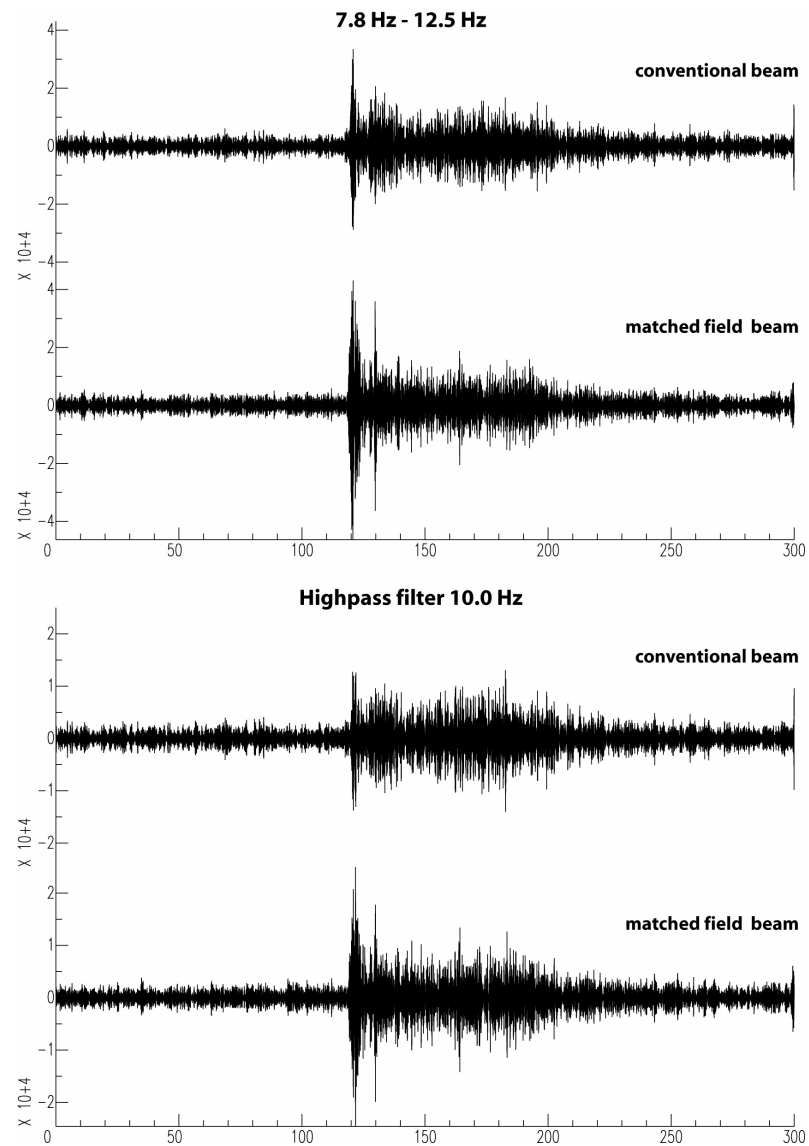 7.8 Hz - 12.5 Hz
4
conventional beam
2
0
−2
−4
X 10+4
4
matched field beam
2
0
−2
−4
X 10+4
0 50 100 150 200 250 300
Highpass filter 10.0 Hz
2
conventional beam
1
0
−1
−2
X 10+4
2
matched field beam
1
0
−1
−2
X 10+4
0 50 100 150 200 250 300